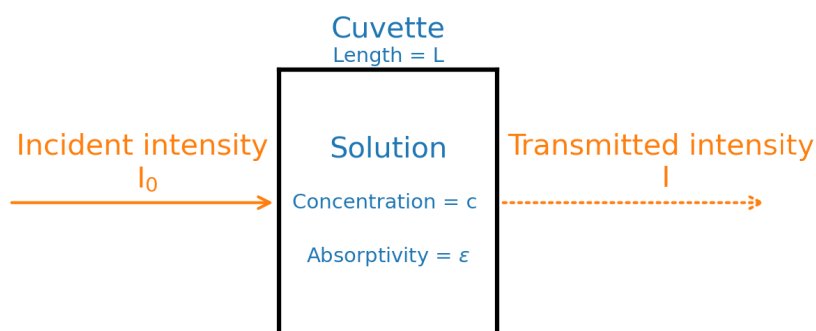 Cuvette
Length = L
Incident intensity
I₀
Solution
Concentration = c
Absorptivity = ε
Transmitted intensity
I